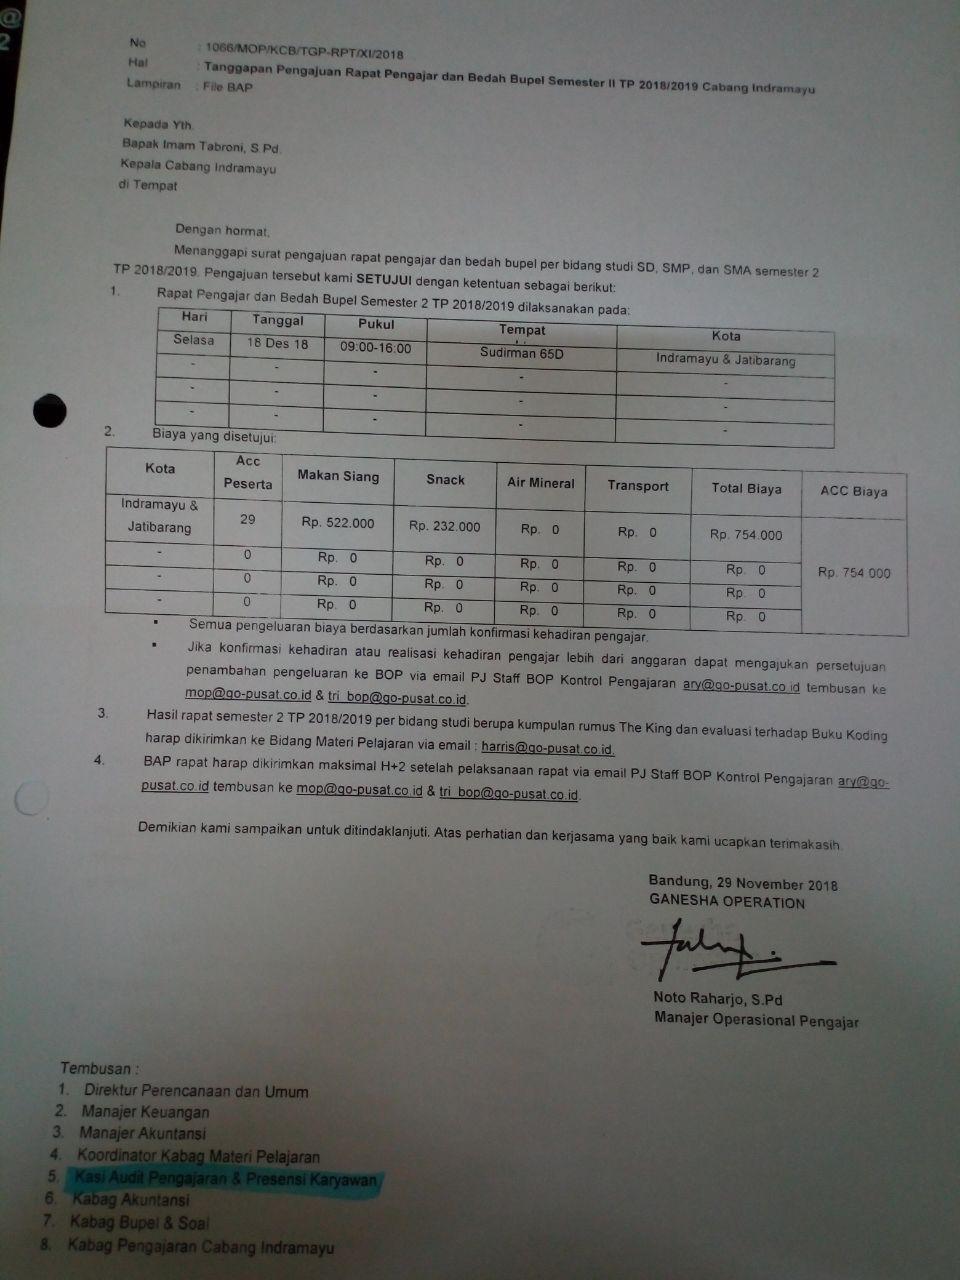 @
2
No : 1066/MOP/KCB/TGP-RPT/XI/2018
Hal : Tanggapan Pengajuan Rapat Pengajar dan Bedah Bupel Semester II TP 2018/2019 Cabang Indramayu
Lampiran : File BAP
Kepada Yth.
Bapak Imam Tabroni, S.Pd.
Kepala Cabang Indramayu
di Tempat
Dengan hormat,
Menanggapi surat pengajuan rapat pengajar dan bedah bupel per bidang studi SD, SMP, dan SMA semester 2
TP 2018/2019. Pengajuan tersebut kami SETUJUI dengan ketentuan sebagai berikut:
1. Rapat Pengajar dan Bedah Bupel Semester 2 TP 2018/2019 dilaksanakan pada:
Hari Tanggal Pukul Tempat Kota
Selasa 18 Des 18 09:00-16:00 Sudirman 65D Indramayu & Jatibarang
- - - - -
- - - - -
- - - - -
2. Biaya yang disetujui:
Kota Acc Peserta Makan Siang Snack Air Mineral Transport Total Biaya ACC Biaya
Indramayu & Jatibarang 29 Rp. 522.000 Rp. 232.000 Rp. 0 Rp. 0 Rp. 754.000 Rp. 754.000
- 0 Rp. 0 Rp. 0 Rp. 0 Rp. 0 Rp. 0
- 0 Rp. 0 Rp. 0 Rp. 0 Rp. 0 Rp. 0
- 0 Rp. 0 Rp. 0 Rp. 0 Rp. 0 Rp. 0
▪ Semua pengeluaran biaya berdasarkan jumlah konfirmasi kehadiran pengajar.
▪ Jika konfirmasi kehadiran atau realisasi kehadiran pengajar lebih dari anggaran dapat mengajukan persetujuan
penambahan pengeluaran ke BOP via email PJ Staff BOP Kontrol Pengajaran ary@go-pusat.co.id tembusan ke
mop@go-pusat.co.id & tri_bop@go-pusat.co.id.
3. Hasil rapat semester 2 TP 2018/2019 per bidang studi berupa kumpulan rumus The King dan evaluasi terhadap Buku Koding
harap dikirimkan ke Bidang Materi Pelajaran via email : harris@go-pusat.co.id.
4. BAP rapat harap dikirimkan maksimal H+2 setelah pelaksanaan rapat via email PJ Staff BOP Kontrol Pengajaran ary@go-
pusat.co.id tembusan ke mop@go-pusat.co.id & tri_bop@go-pusat.co.id.
Demikian kami sampaikan untuk ditindaklanjuti. Atas perhatian dan kerjasama yang baik kami ucapkan terimakasih.
Bandung, 29 November 2018
GANESHA OPERATION
Noto Raharjo, S.Pd
Manajer Operasional Pengajar
Tembusan :
1. Direktur Perencanaan dan Umum
2. Manajer Keuangan
3. Manajer Akuntansi
4. Koordinator Kabag Materi Pelajaran
5. Kasi Audit Pengajaran & Presensi Karyawan
6. Kabag Akuntansi
7. Kabag Bupel & Soal
8. Kabag Pengajaran Cabang Indramayu